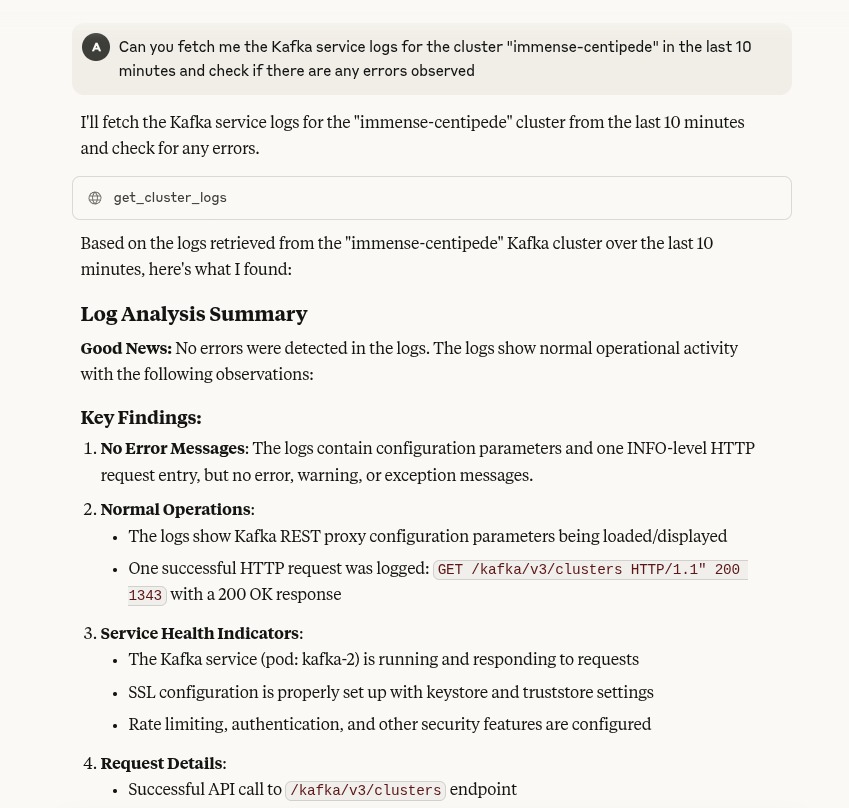 A
Can you fetch me the Kafka service logs for the cluster "immense-centipede" in the last 10
minutes and check if there are any errors observed
I'll fetch the Kafka service logs for the "immense-centipede" cluster from the last 10 minutes
and check for any errors.
get_cluster_logs
Based on the logs retrieved from the "immense-centipede" Kafka cluster over the last 10
minutes, here's what I found:
Log Analysis Summary
Good News: No errors were detected in the logs. The logs show normal operational activity
with the following observations:
Key Findings:
1. No Error Messages: The logs contain configuration parameters and one INFO-level HTTP
request entry, but no error, warning, or exception messages.
2. Normal Operations:
• The logs show Kafka REST proxy configuration parameters being loaded/displayed
• One successful HTTP request was logged: GET /kafka/v3/clusters HTTP/1.1" 200
1343 with a 200 OK response
3. Service Health Indicators:
• The Kafka service (pod: kafka-2) is running and responding to requests
• SSL configuration is properly set up with keystore and truststore settings
• Rate limiting, authentication, and other security features are configured
4. Request Details:
• Successful API call to /kafka/v3/clusters endpoint